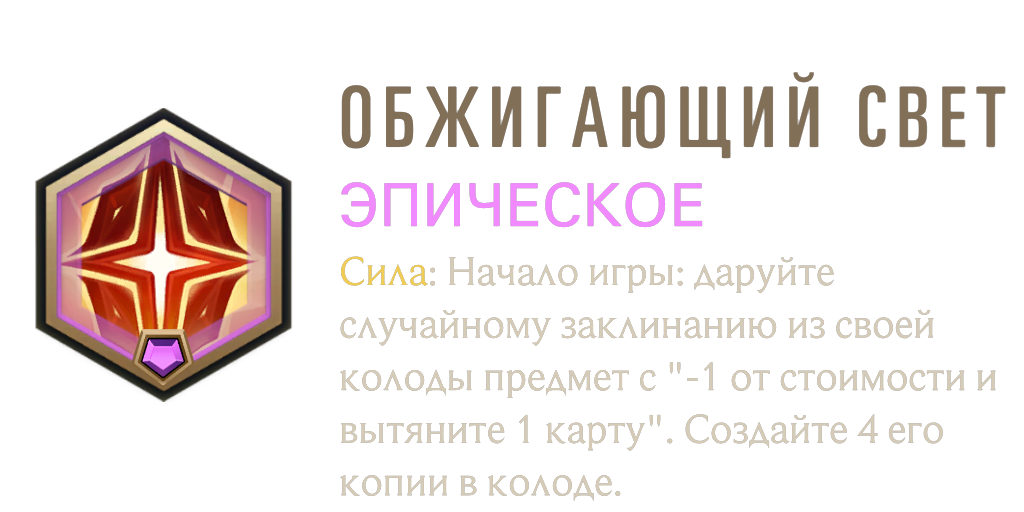 ОБЖИГАЮЩИЙ СВЕТ
ЭПИЧЕСКОЕ
Сила: Начало игры: даруйте
случайному заклинанию из своей
колоды предмет с "-1 от стоимости и
вытяните 1 карту". Создайте 4 его
копии в колоде.